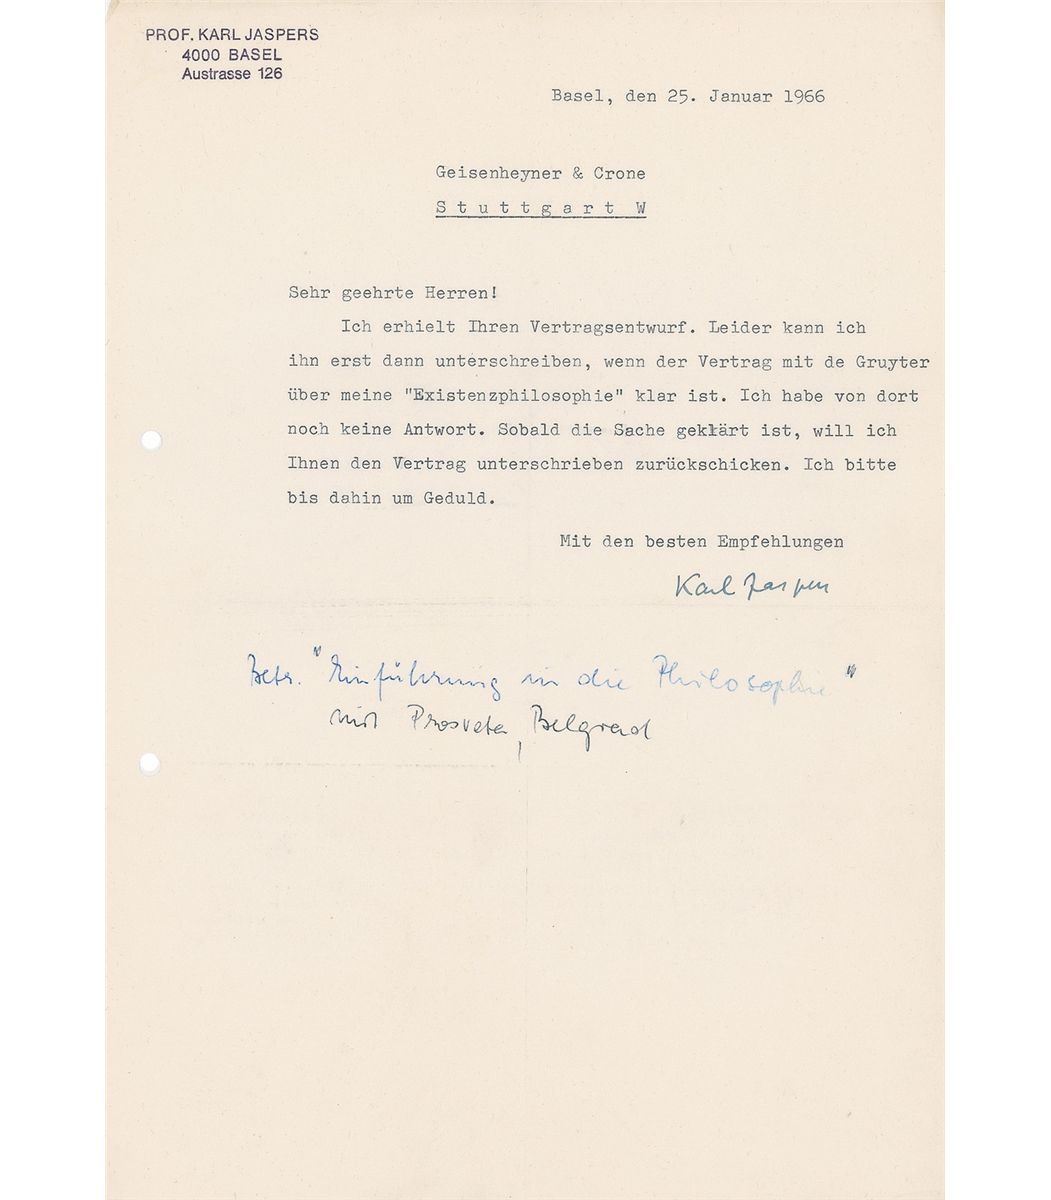 PROF. KARL JASPERS
4000 BASEL
Austrasse 126
Basel, den 25. Januar 1966
Geisenheyner & Crone
S t u t t g a r t  W
Sehr geehrte Herren!
Ich erhielt Ihren Vertragsentwurf. Leider kann ich
ihn erst dann unterschreiben, wenn der Vertrag mit de Gruyter
über meine "Existenzphilosophie" klar ist. Ich habe von dort
noch keine Antwort. Sobald die Sache geklärt ist, will ich
Ihnen den Vertrag unterschrieben zurückschicken. Ich bitte
bis dahin um Geduld.
Mit den besten Empfehlungen
Karl Jaspers
Betr. "Einführung in die Philosophie"
mit Prosveta, Belgrad